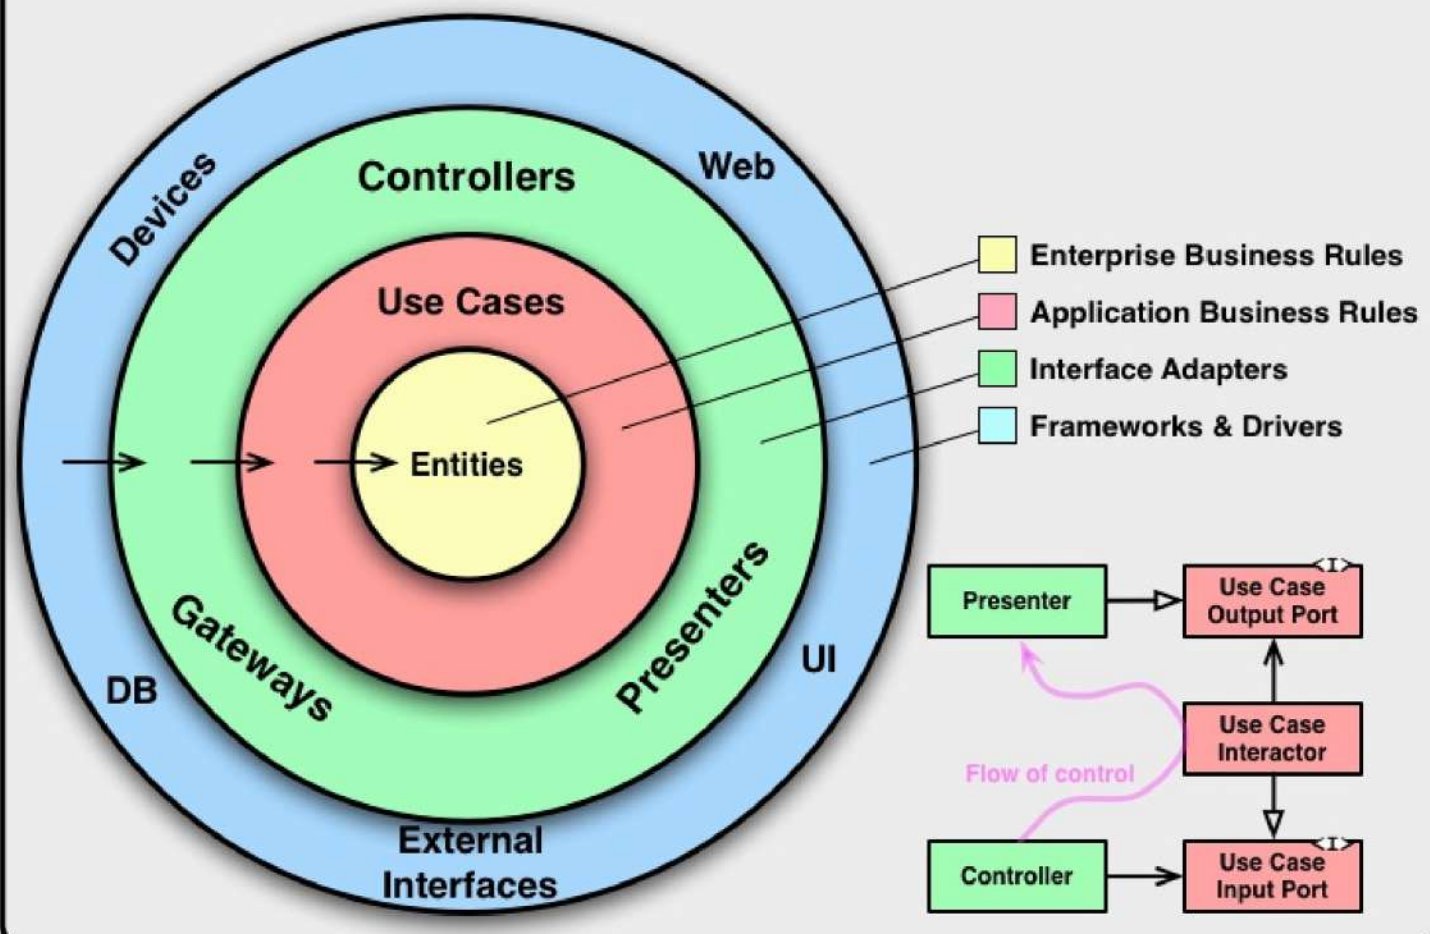 Devices
Web
Controllers
Use Cases
Entities
Gateways
Presenters
DB
UI
External
Interfaces
Enterprise Business Rules
Application Business Rules
Interface Adapters
Frameworks & Drivers
Presenter
<I>
Use Case
Output Port
Use Case
Interactor
Flow of control
Controller
<I>
Use Case
Input Port